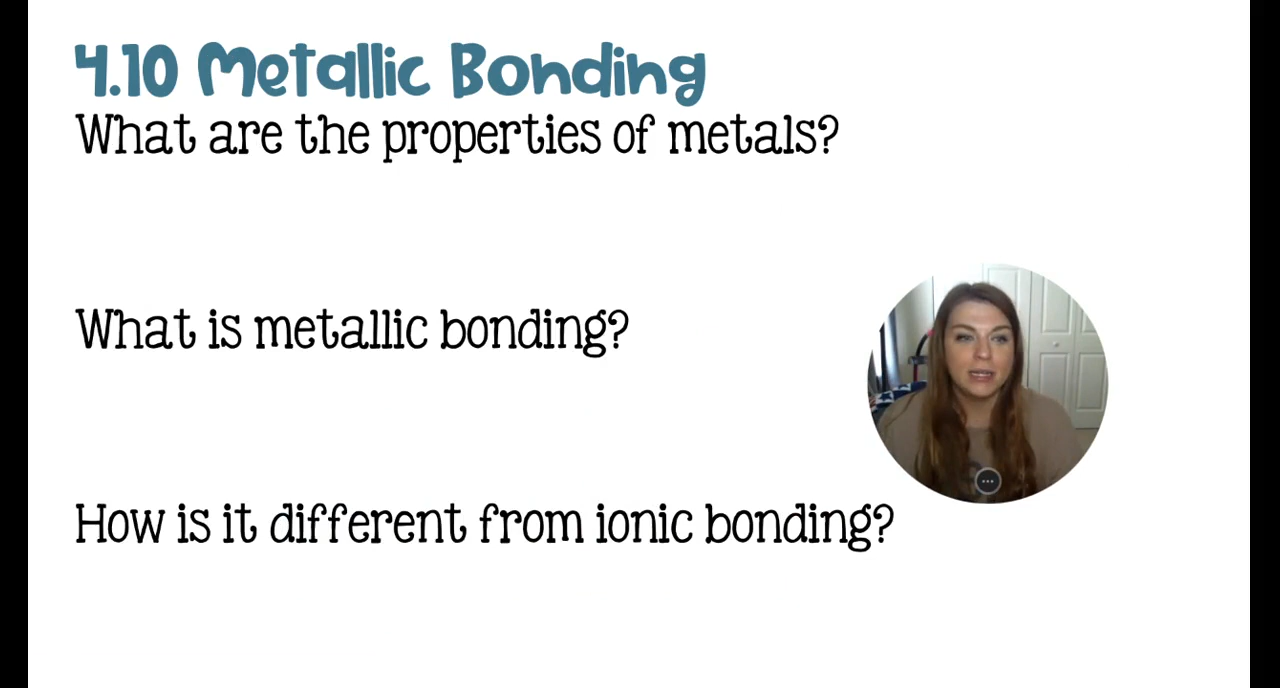 4.10 Metallic Bonding
What are the properties of metals?
What is metallic bonding?
How is it different from ionic bonding?